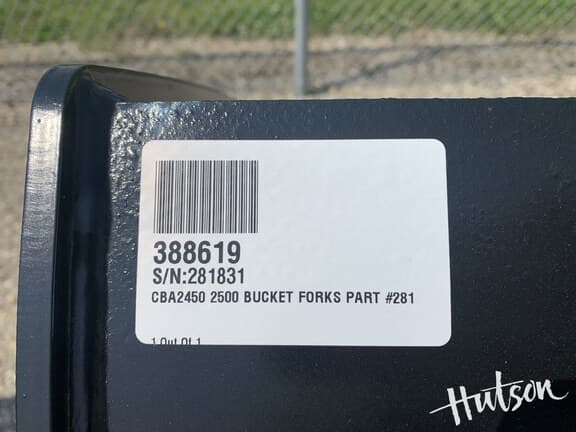 388619
S/N:281831
CBA2450 2500 BUCKET FORKS PART #281
1 Out Of 1
Hutson